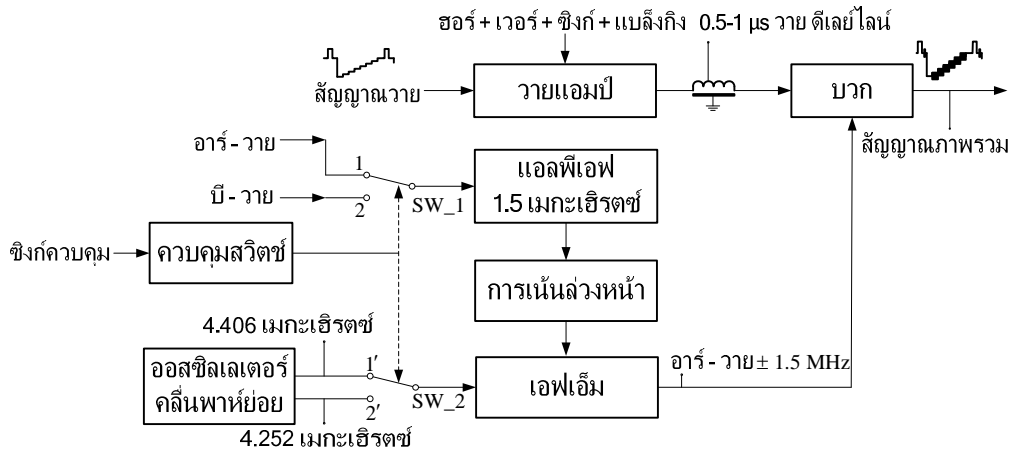 ฮอร์ + เวอร์ + ซิงก์ + แบล็งกิง 0.5-1 µs วาย ดีเลย์ไลน์
สัญญาณวาย
วายแอมป์
บวก
สัญญาณภาพรวม
อาร์ - วาย
1
บี - วาย
2
SW_1
แอลพีเอฟ
1.5 เมกะเฮิรตซ์
ซิงก์ควบคุม
ควบคุมสวิตช์
การเน้นล่วงหน้า
4.406 เมกะเฮิรตซ์
ออสซิลเลเตอร์
คลื่นพาห์ย่อย
1′
2′
SW_2
เอฟเอ็ม
อาร์ - วาย ± 1.5 MHz
4.252 เมกะเฮิรตซ์